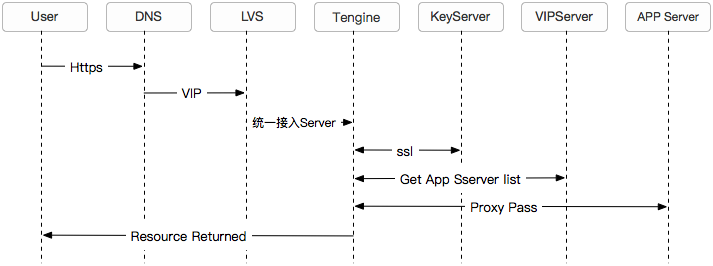 User DNS LVS Tengine KeyServer VIPServer APP Server
Https
VIP
统一接入Server
ssl
Get App Sserver list
Proxy Pass
Resource Returned